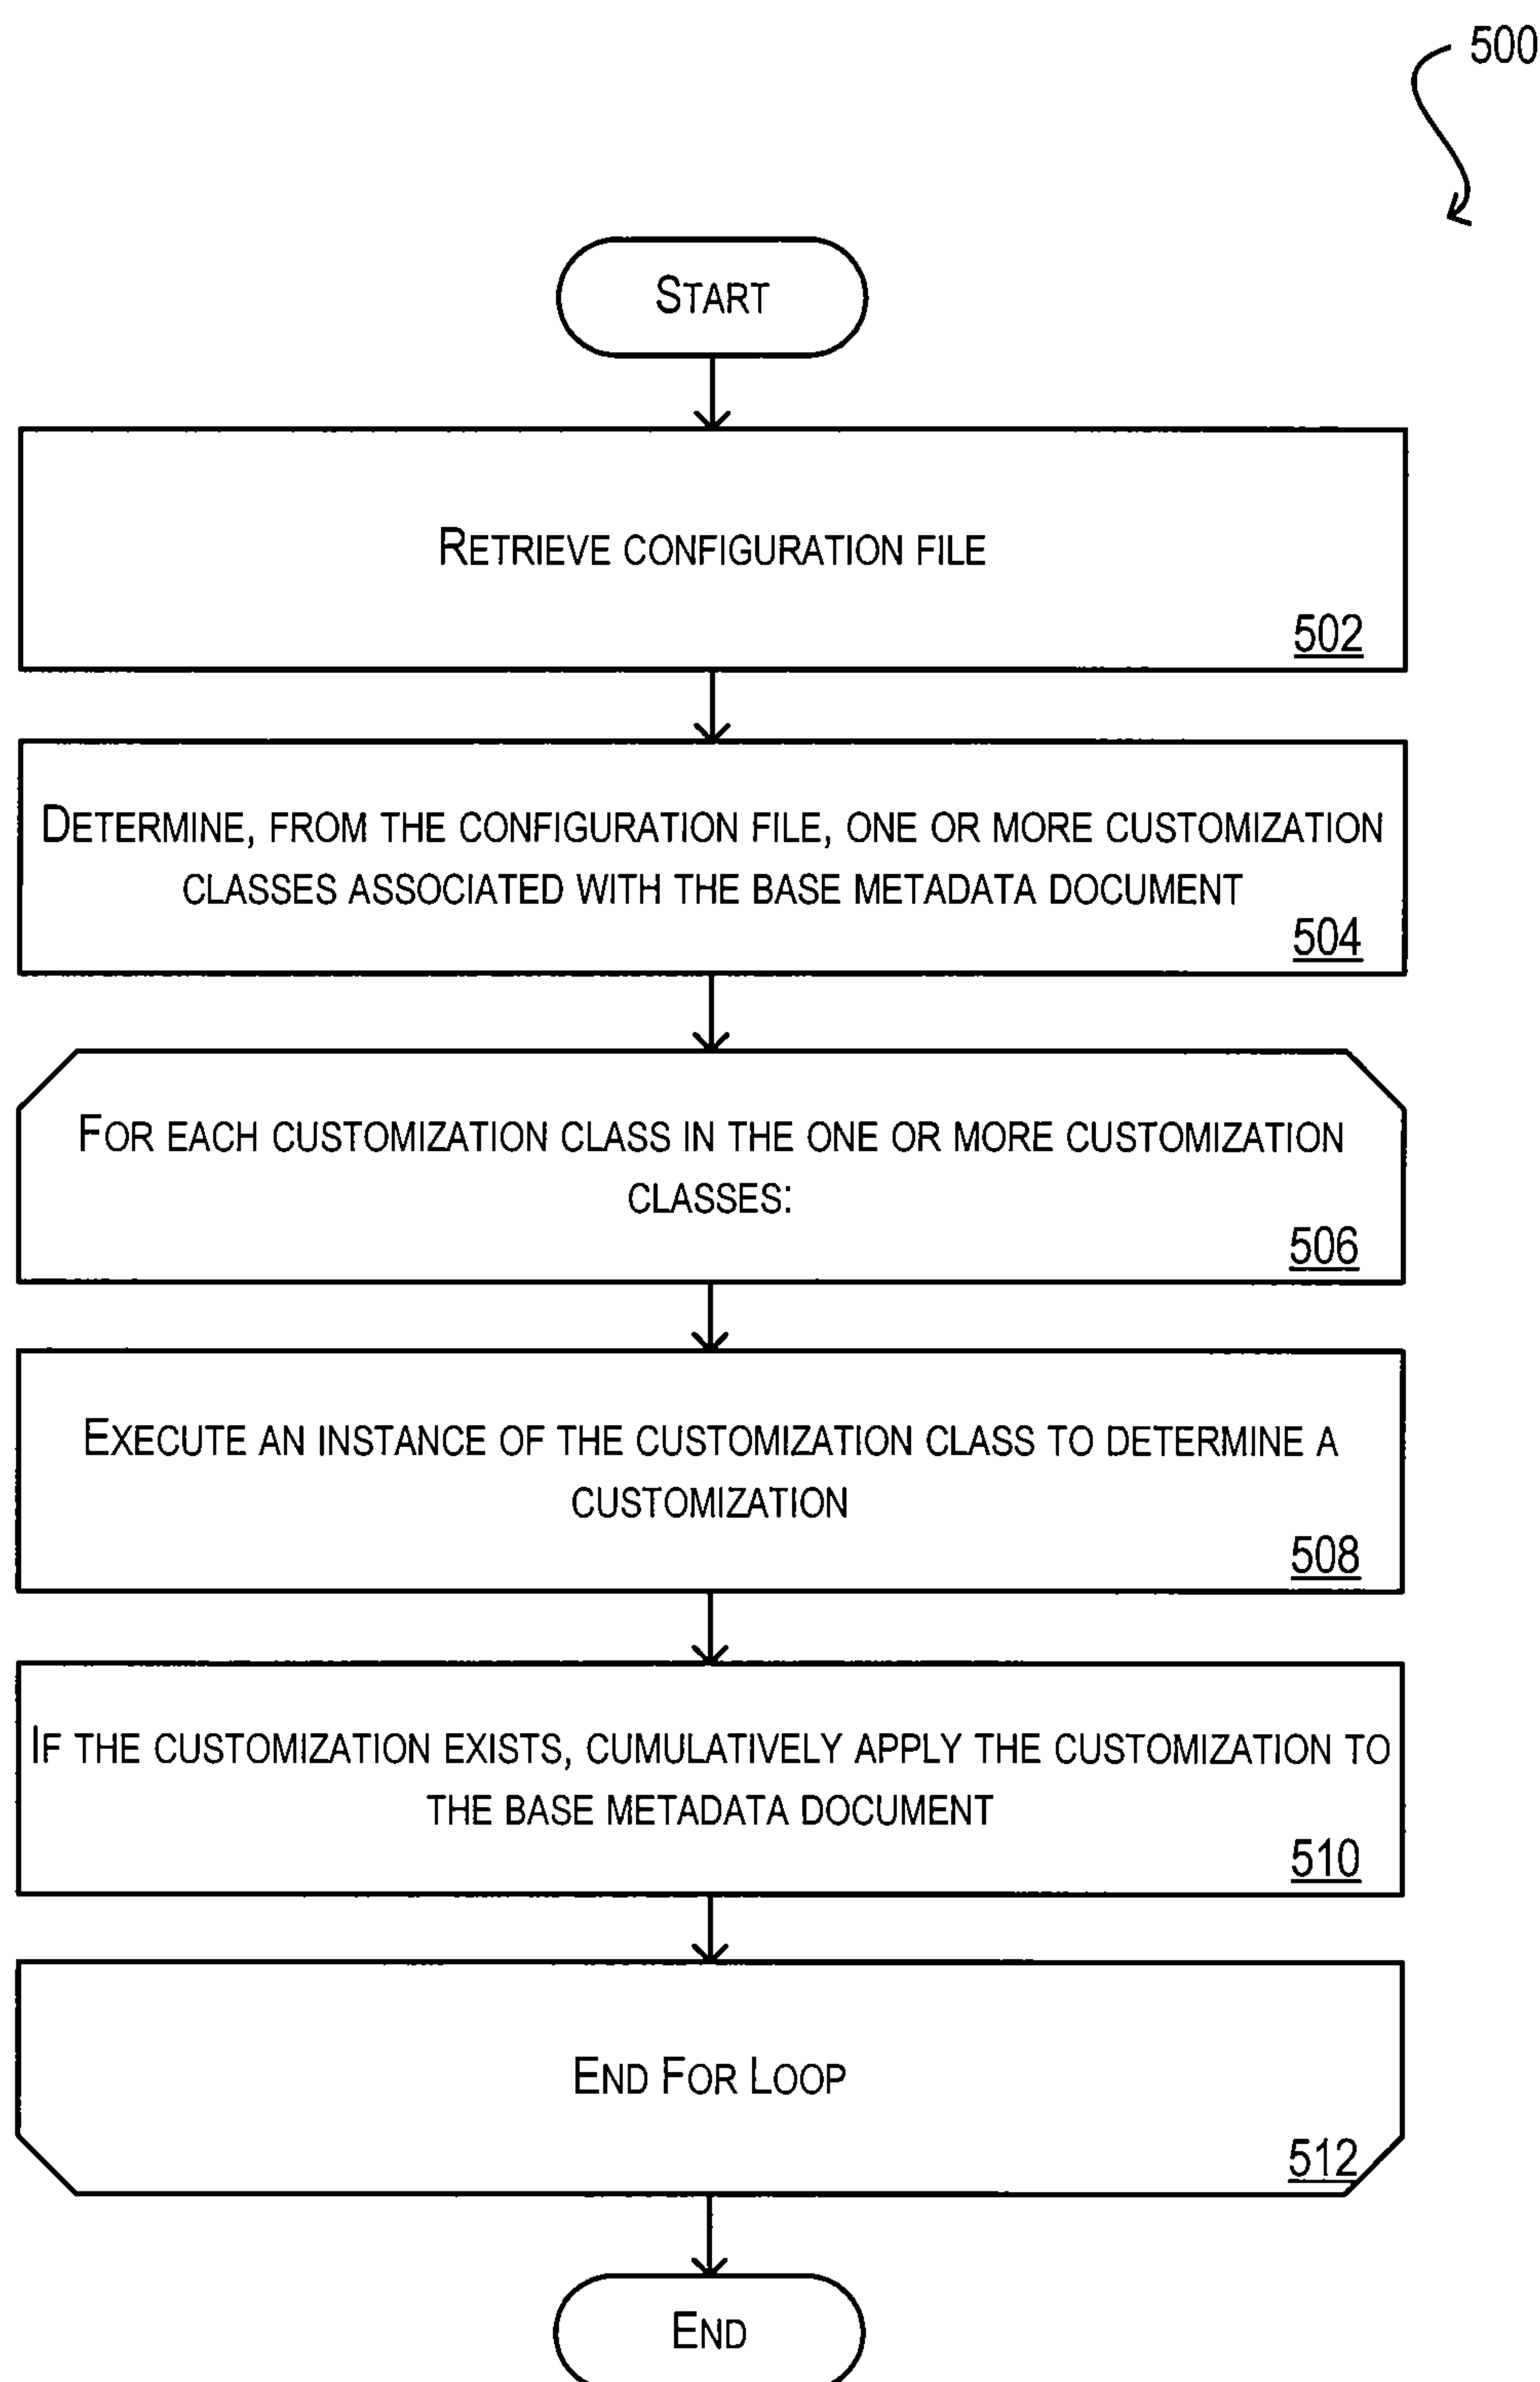 500
START
RETRIEVE CONFIGURATION FILE
502
DETERMINE, FROM THE CONFIGURATION FILE, ONE OR MORE CUSTOMIZATION
CLASSES ASSOCIATED WITH THE BASE METADATA DOCUMENT
504
FOR EACH CUSTOMIZATION CLASS IN THE ONE OR MORE CUSTOMIZATION
CLASSES:
506
EXECUTE AN INSTANCE OF THE CUSTOMIZATION CLASS TO DETERMINE A
CUSTOMIZATION
508
IF THE CUSTOMIZATION EXISTS, CUMULATIVELY APPLY THE CUSTOMIZATION TO
THE BASE METADATA DOCUMENT
510
END FOR LOOP
512
END